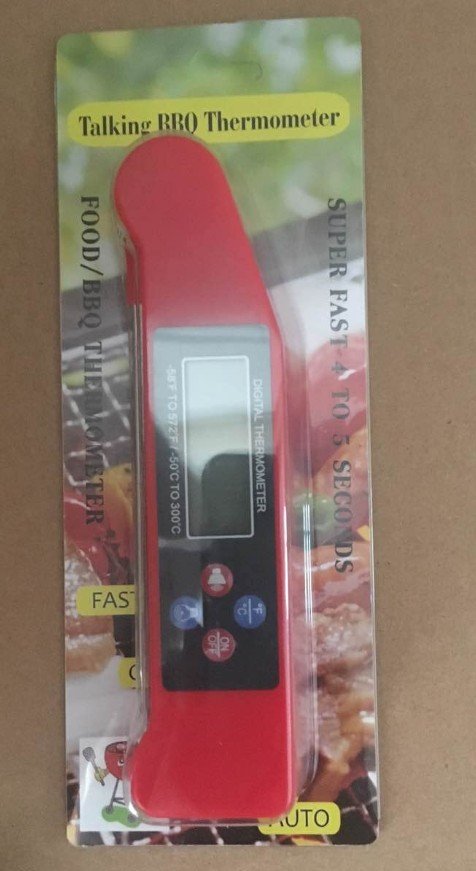 Talking BBQ Thermometer
FOOD/BBQ THERMOMETER
SUPER FAST 4 TO 5 SECONDS
DIGITAL THERMOMETER
-58°F TO 572°F/-50°C TO 300°C
°F
°C
ON
OFF
FAST
AUTO